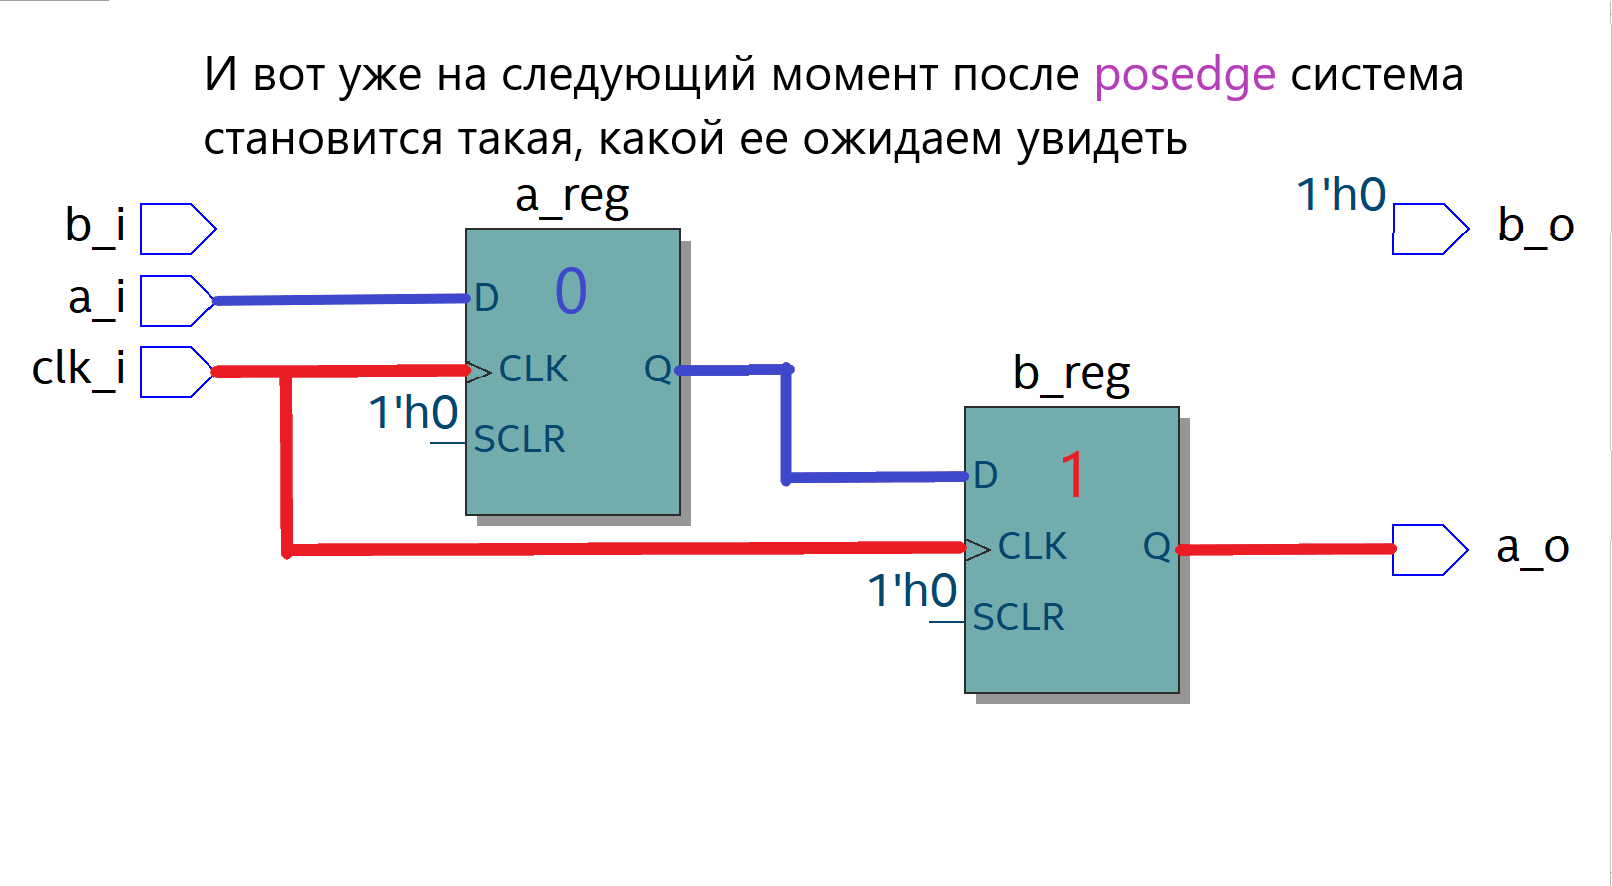 И вот уже на следующий момент после posedge система
становится такая, какой ее ожидаем увидеть
a_reg
1'h0
b_i
b_o
a_i
D
0
clk_i
CLK
Q
1'h0
SCLR
b_reg
D
1
CLK
Q
a_o
1'h0
SCLR